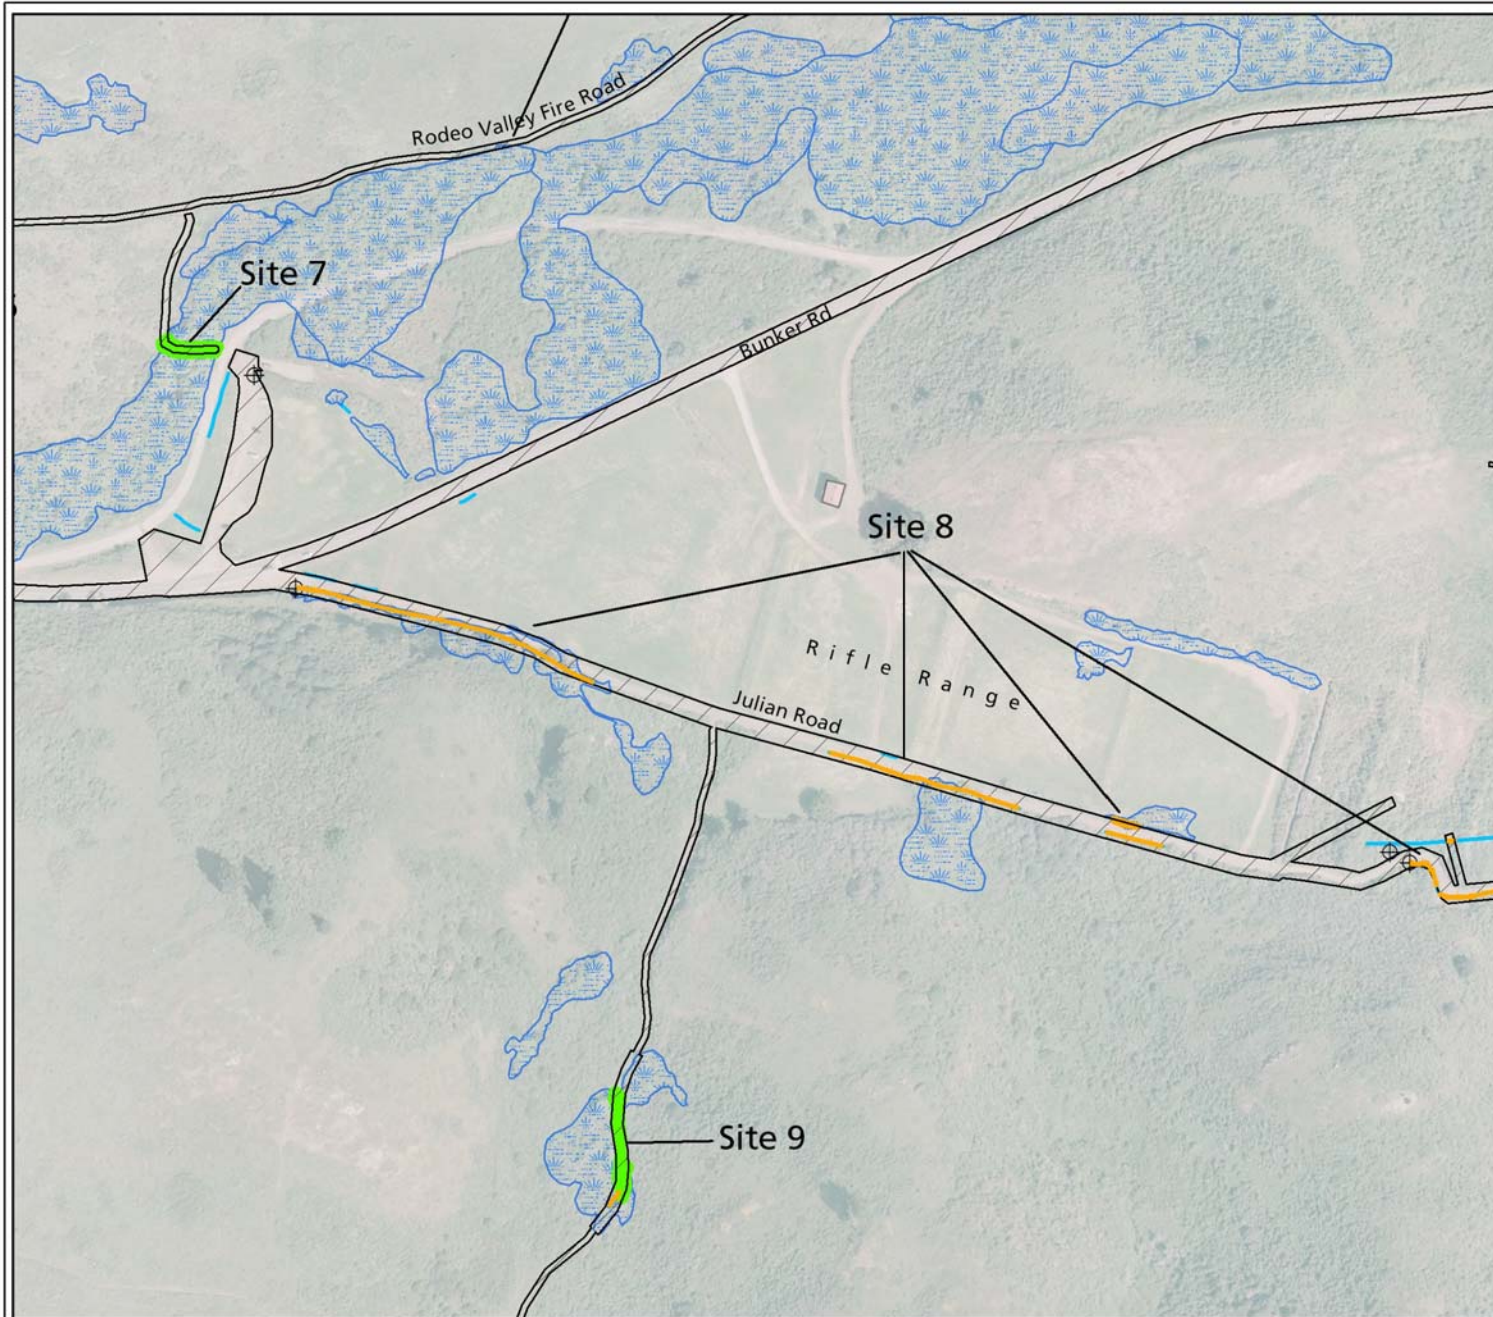 Rodeo Valley Fire Road
Site 7
Bunker Rd
Site 8
Rifle Range
Julian Road
Site 9